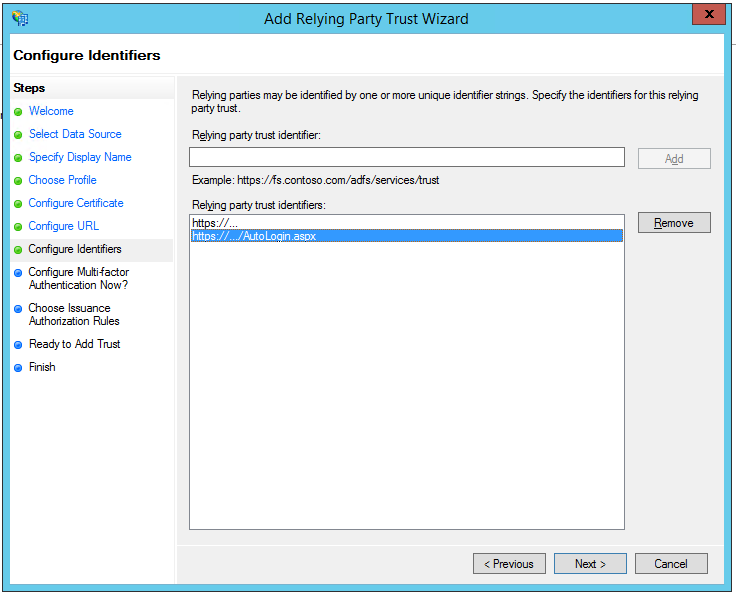 Add Relying Party Trust Wizard
x
Configure Identifiers
Steps
Welcome
Select Data Source
Specify Display Name
Choose Profile
Configure Certificate
Configure URL
Configure Identifiers
Configure Multi-factor
Authentication Now?
Choose Issuance
Authorization Rules
Ready to Add Trust
Finish
Relying parties may be identified by one or more unique identifier strings. Specify the identifiers for this relying
party trust.
Relying party trust identifier:
Add
Example: https://fs.contoso.com/adfs/services/trust
Relying party trust identifiers:
https://...
https://.../AutoLogin.aspx
Remove
< Previous
Next >
Cancel